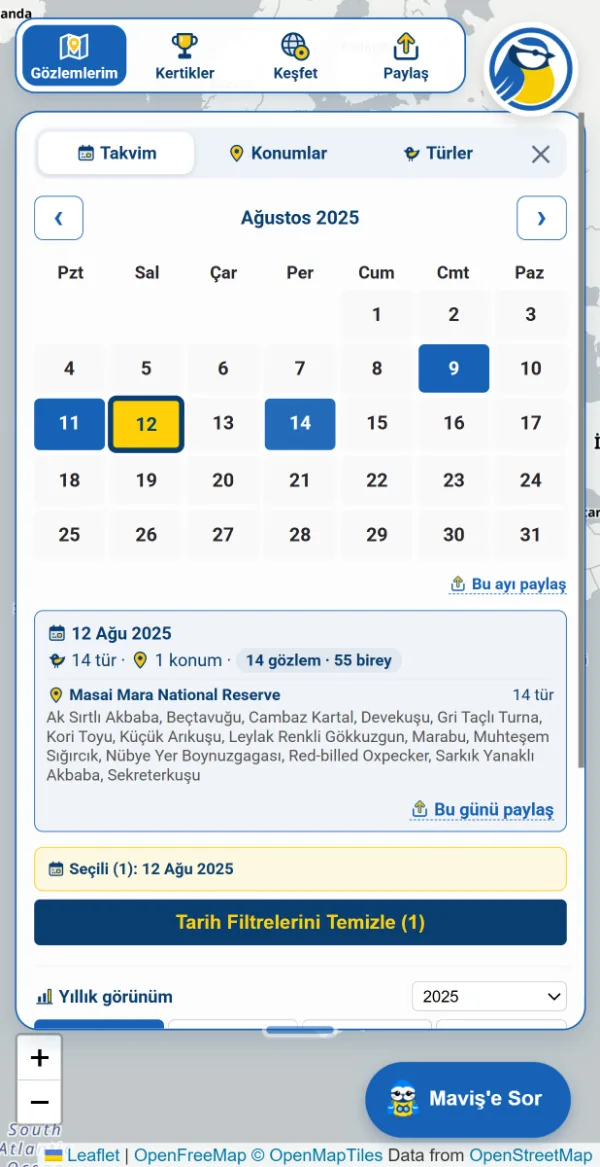 anda
Gözlemlerim
Kertikler
Keşfet
Paylaş
Takvim
Konumlar
Türler
‹
Ağustos 2025
›
Pzt Sal Çar Per Cum Cmt Paz
1 2 3
4 5 6 7 8 9 10
11 12 13 14 15 16 17
18 19 20 21 22 23 24
25 26 27 28 29 30 31
Bu ayı paylaş
12 Ağu 2025
14 tür · 1 konum · 14 gözlem · 55 birey
Masai Mara National Reserve 14 tür
Ak Sırtlı Akbaba, Beçtavuğu, Cambaz Kartal, Devekuşu, Gri Taçlı Turna,
Kori Toyu, Küçük Arıkuşu, Leylak Renkli Gökkuzgun, Marabu, Muhteşem
Sığırcık, Nübye Yer Boynuzgagası, Red-billed Oxpecker, Sarkık Yanaklı
Akbaba, Sekreterkuşu
Bu günü paylaş
Seçili (1): 12 Ağu 2025
Tarih Filtrelerini Temizle (1)
Yıllık görünüm
2025
+
−
Maviş'e Sor
South
Leaflet | OpenFreeMap © OpenMapTiles Data from OpenStreetMap